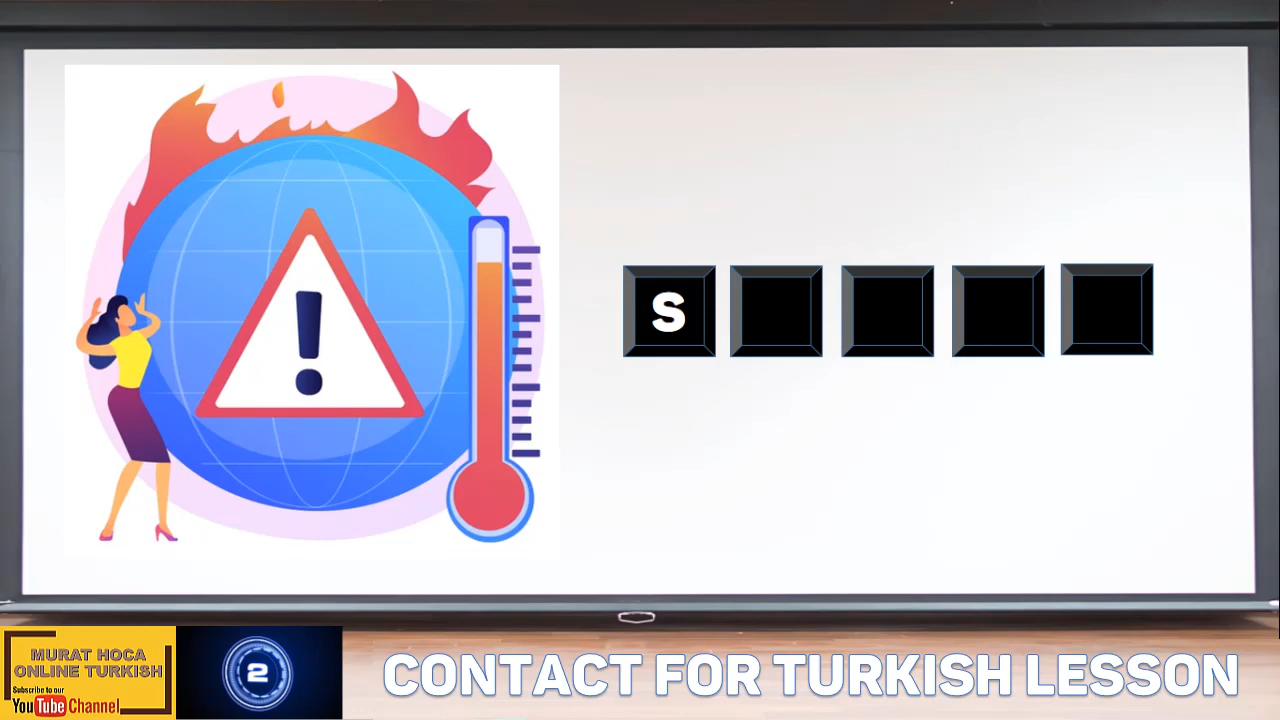 !
S
MURAT HOCA
ONLINE TURKISH
Subscribe to our
YouTube Channel
2
CONTACT FOR TURKISH LESSON